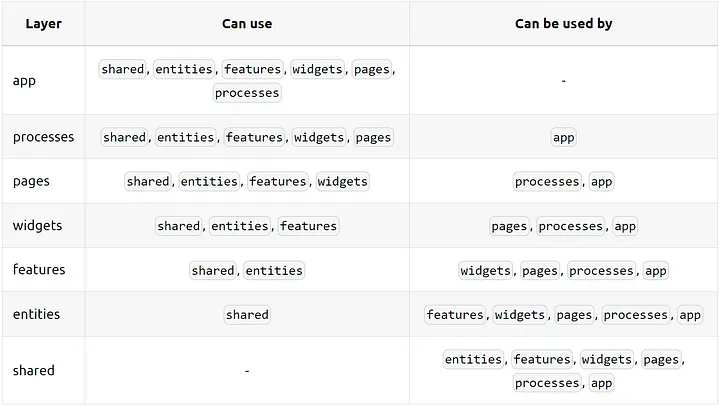 Layer Can use Can be used by
app shared, entities, features, widgets, pages, processes -
processes shared, entities, features, widgets, pages app
pages shared, entities, features, widgets processes, app
widgets shared, entities, features pages, processes, app
features shared, entities widgets, pages, processes, app
entities shared features, widgets, pages, processes, app
shared - entities, features, widgets, pages, processes, app